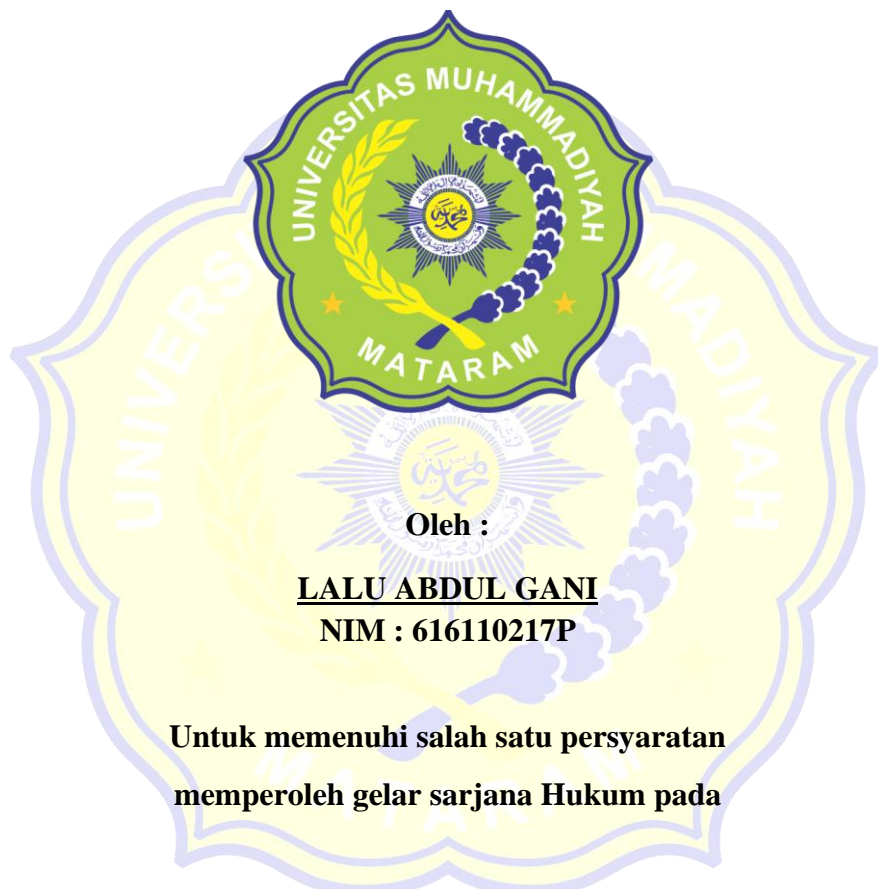 UNIVERSITAS MUHAMMADIYAH
MATARAM
Oleh :
LALU ABDUL GANI
NIM : 616110217P
Untuk memenuhi salah satu persyaratan
memperoleh gelar sarjana Hukum pada